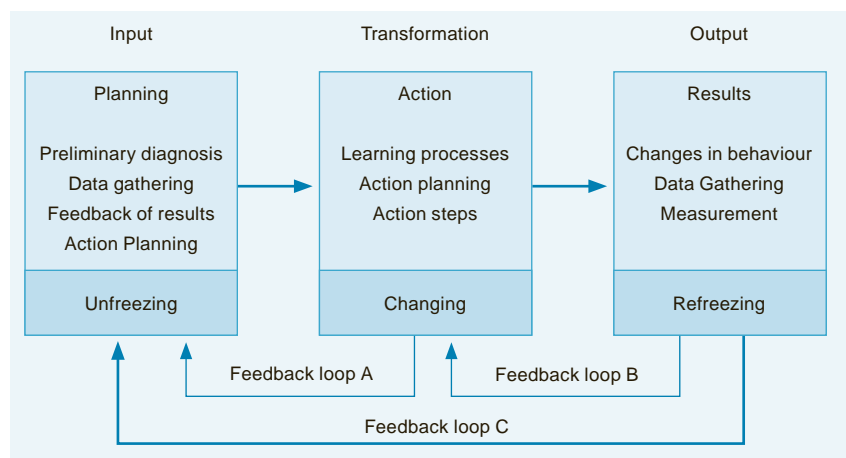 Input
Transformation
Output
Planning
Preliminary diagnosis
Data gathering
Feedback of results
Action Planning
Unfreezing
Action
Learning processes
Action planning
Action steps
Changing
Results
Changes in behaviour
Data Gathering
Measurement
Refreezing
Feedback loop A
Feedback loop B
Feedback loop C